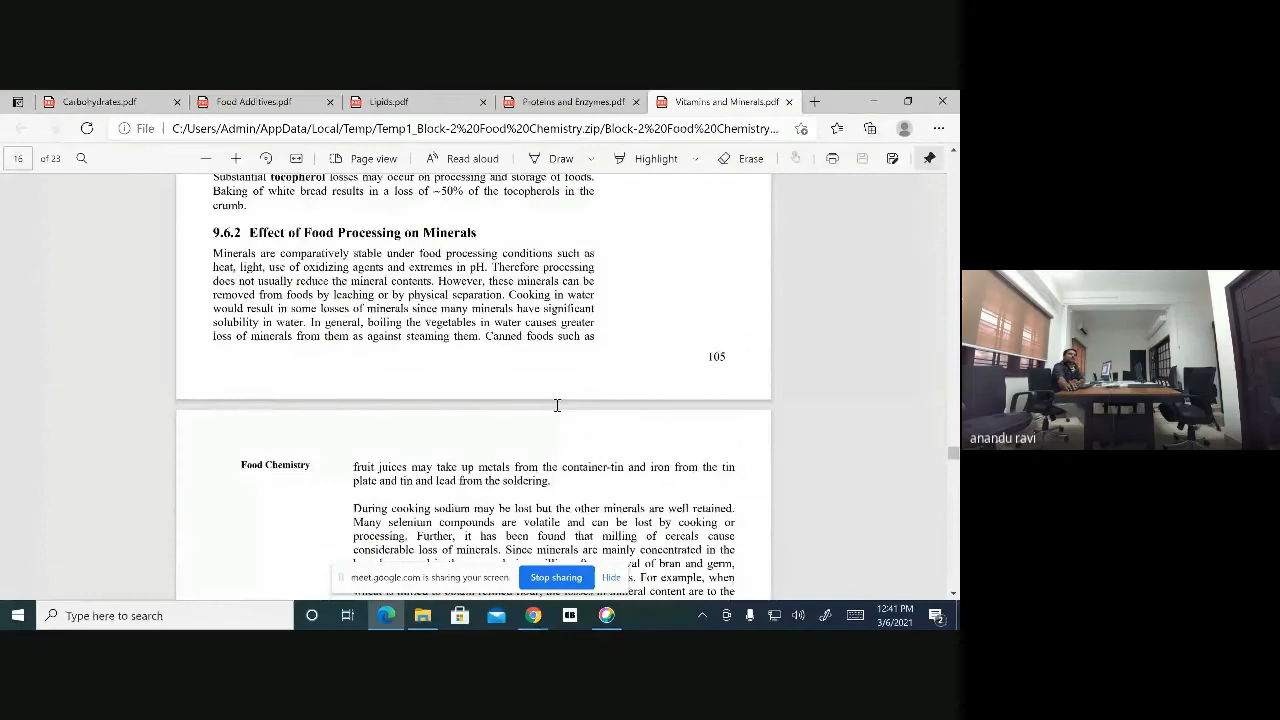 Carbohydrates.pdf
Food Additives.pdf
Lipids.pdf
Proteins and Enzymes.pdf
Vitamins and Minerals.pdf
File
C:/Users/Admin/AppData/Local/Temp/Temp1_Block-2%20Food%20Chemistry.zip/Block-2%20Food%20Chemistry...
16 of 23
Page view
Read aloud
Draw
Highlight
Erase
Substantial tocopherol losses may occur on processing and storage of foods.
Baking of white bread results in a loss of ~50% of the tocopherols in the
crumb.
9.6.2 Effect of Food Processing on Minerals
Minerals are comparatively stable under food processing conditions such as
heat, light, use of oxidizing agents and extremes in pH. Therefore processing
does not usually reduce the mineral contents. However, these minerals can be
removed from foods by leaching or by physical separation. Cooking in water
would result in some losses of minerals since many minerals have significant
solubility in water. In general, boiling the vegetables in water causes greater
loss of minerals from them as against steaming them. Canned foods such as
105
Food Chemistry
fruit juices may take up metals from the container-tin and iron from the tin
plate and tin and lead from the soldering.
During cooking sodium may be lost but the other minerals are well retained.
Many selenium compounds are volatile and can be lost by cooking or
processing. Further, it has been found that milling of cereals cause
considerable loss of minerals. Since minerals are mainly concentrated in the
al of bran and germ,
s. For example, when
mineral content are to the
meet.google.com is sharing your screen.
Stop sharing
Hide
anandu ravi
Type here to search
12:41 PM
3/6/2021
2